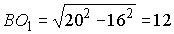 BO₁ = √(20² − 16²) = 12